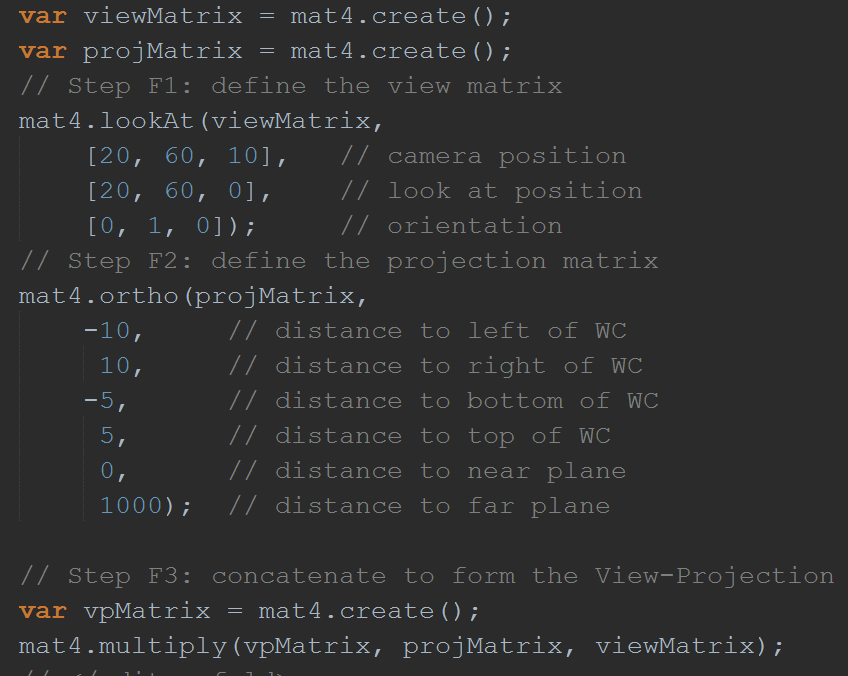 var viewMatrix = mat4.create();
var projMatrix = mat4.create();
// Step F1: define the view matrix
mat4.lookAt(viewMatrix,
[20, 60, 10], // camera position
[20, 60, 0], // look at position
[0, 1, 0]); // orientation
// Step F2: define the projection matrix
mat4.ortho(projMatrix,
-10, // distance to left of WC
10, // distance to right of WC
-5, // distance to bottom of WC
5, // distance to top of WC
0, // distance to near plane
1000); // distance to far plane
// Step F3: concatenate to form the View-Projection
var vpMatrix = mat4.create();
mat4.multiply(vpMatrix, projMatrix, viewMatrix);